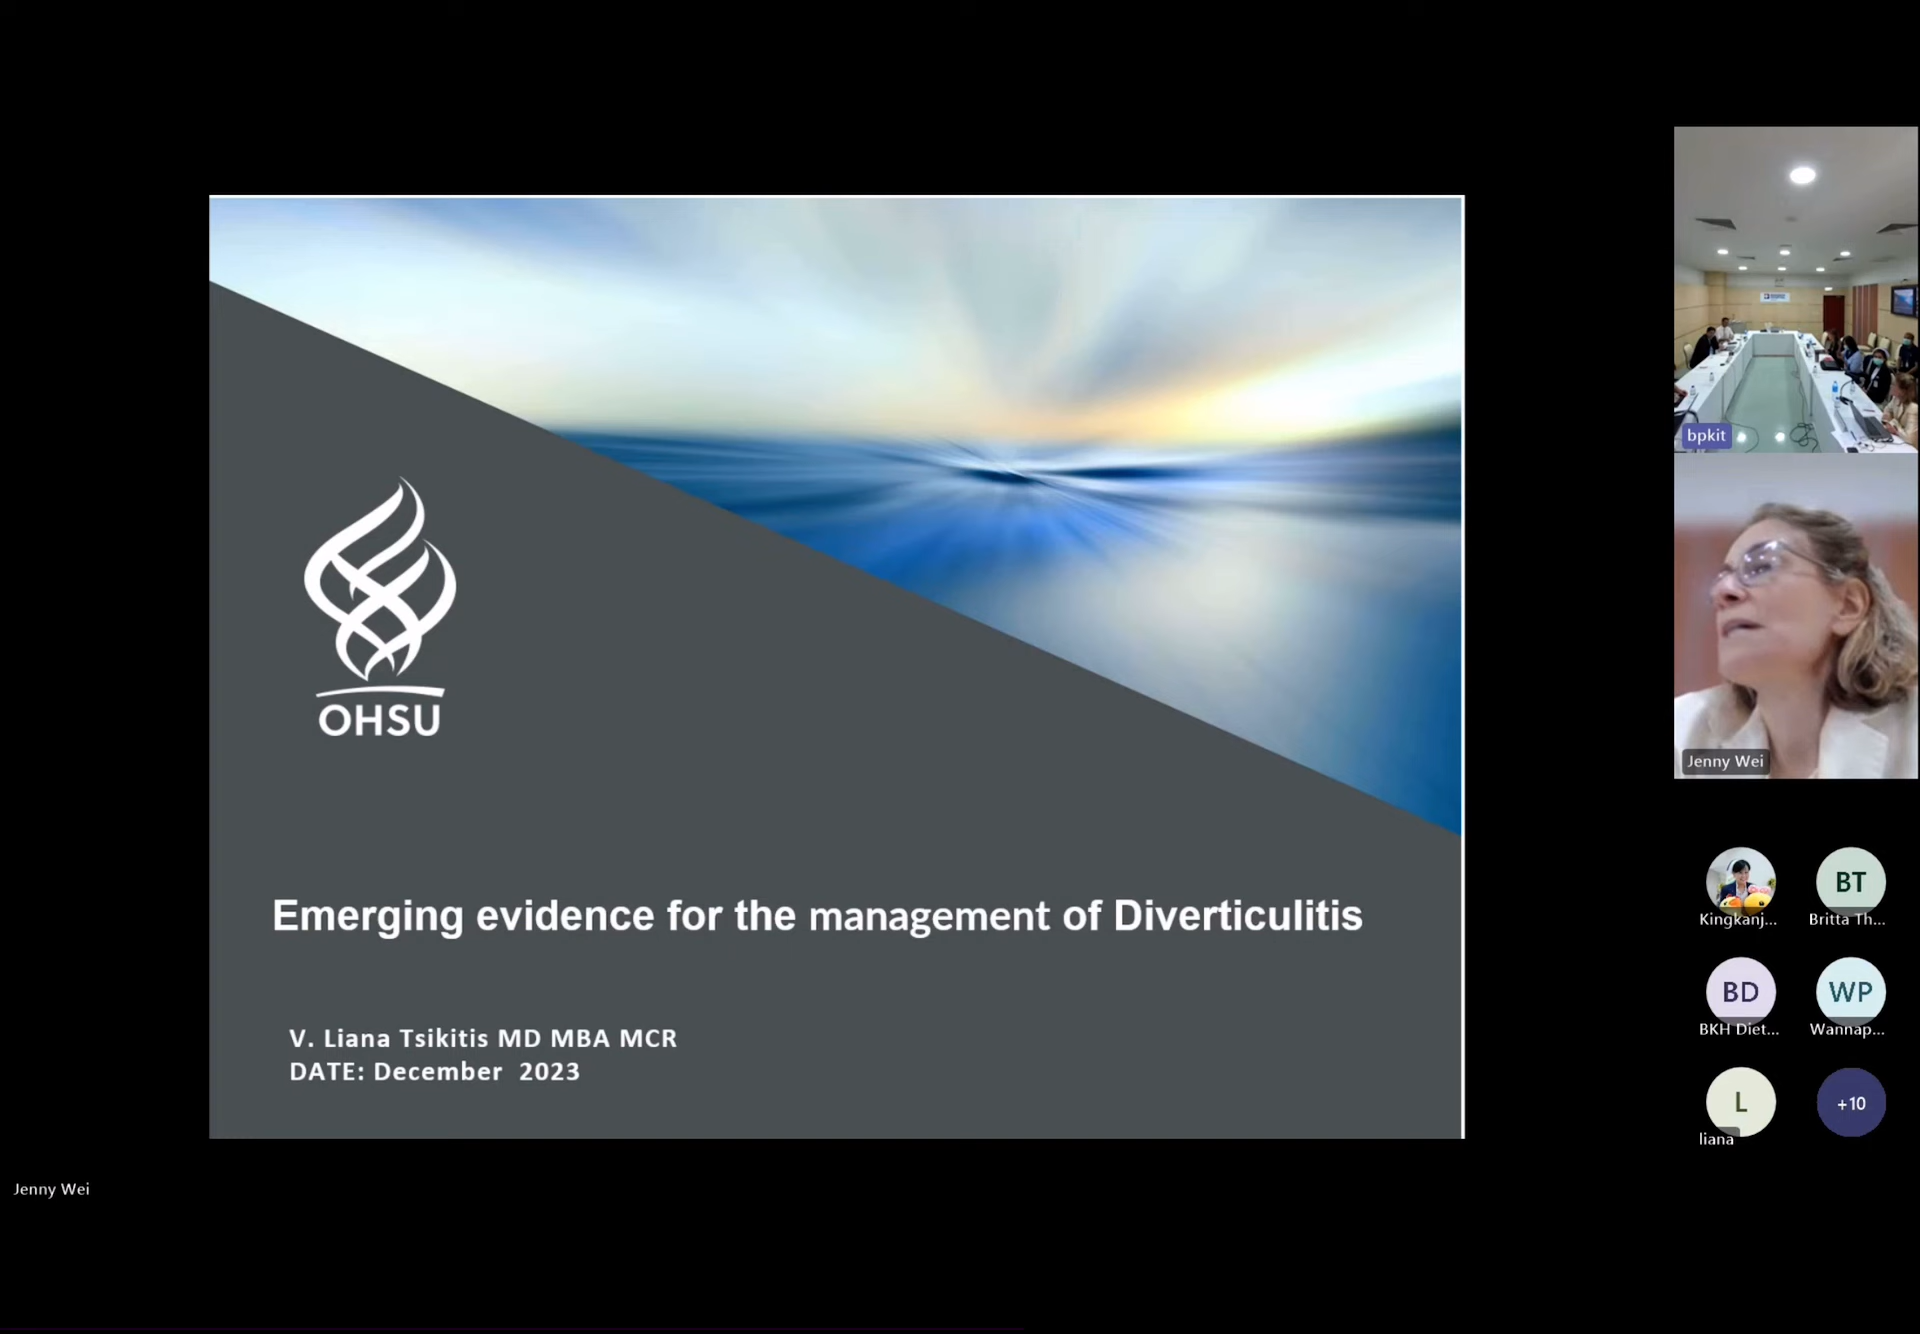 OHSU
Emerging evidence for the management of Diverticulitis
V. Liana Tsikitis MD MBA MCR
DATE: December 2023
bpkit
Jenny Wei
Kingkanj...
BT
Britta Th...
BD
BKH Diet...
WP
Wannap...
L
liana
+10
Jenny Wei